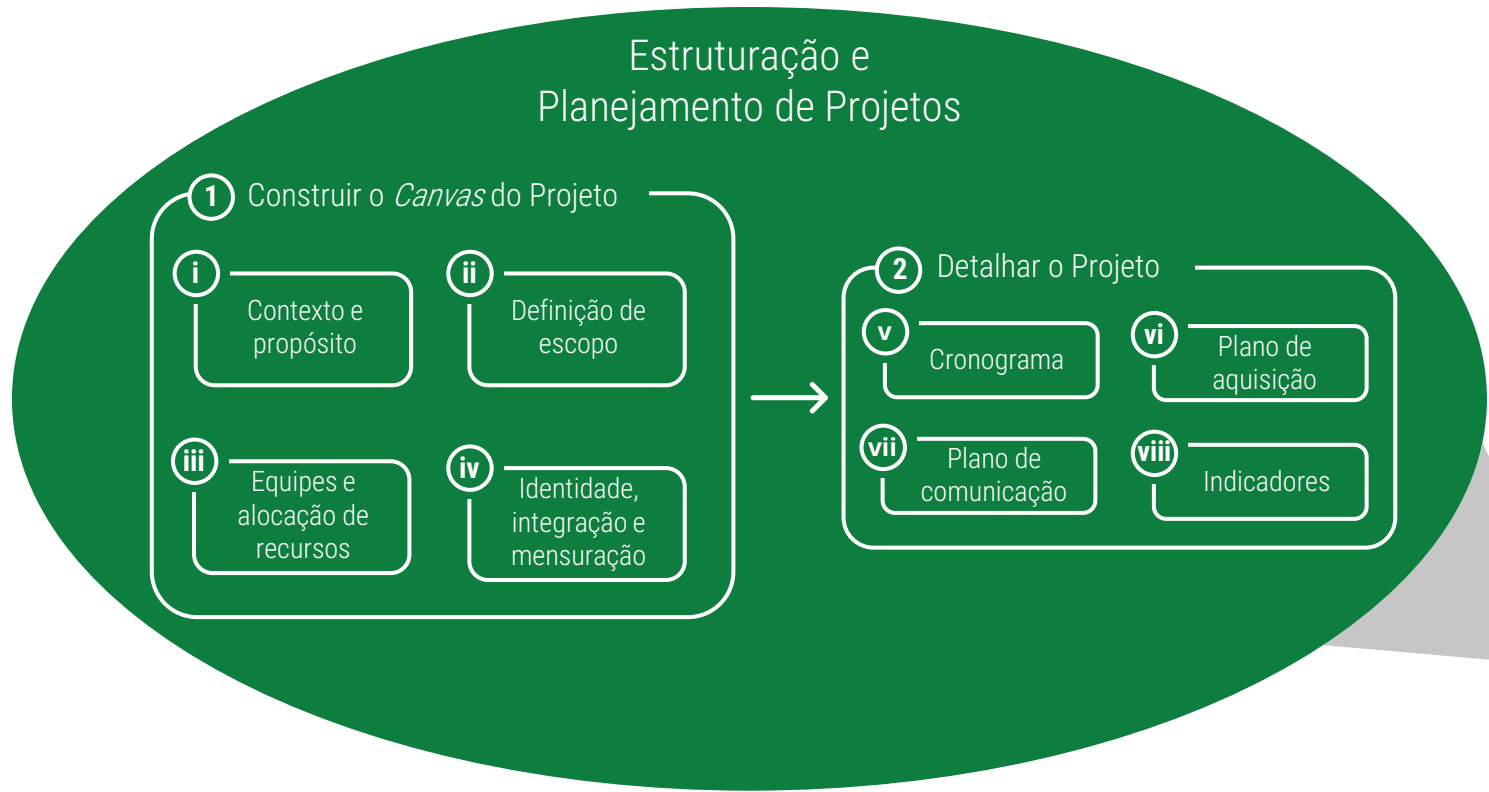 Estruturação e
Planejamento de Projetos
1 Construir o Canvas do Projeto
i
Contexto e
propósito
ii
Definição de
escopo
iii
Equipes e
alocação de
recursos
iv
Identidade,
integração e
mensuração
2 Detalhar o Projeto
v
Cronograma
vi
Plano de
aquisição
vii
Plano de
comunicação
viii
Indicadores